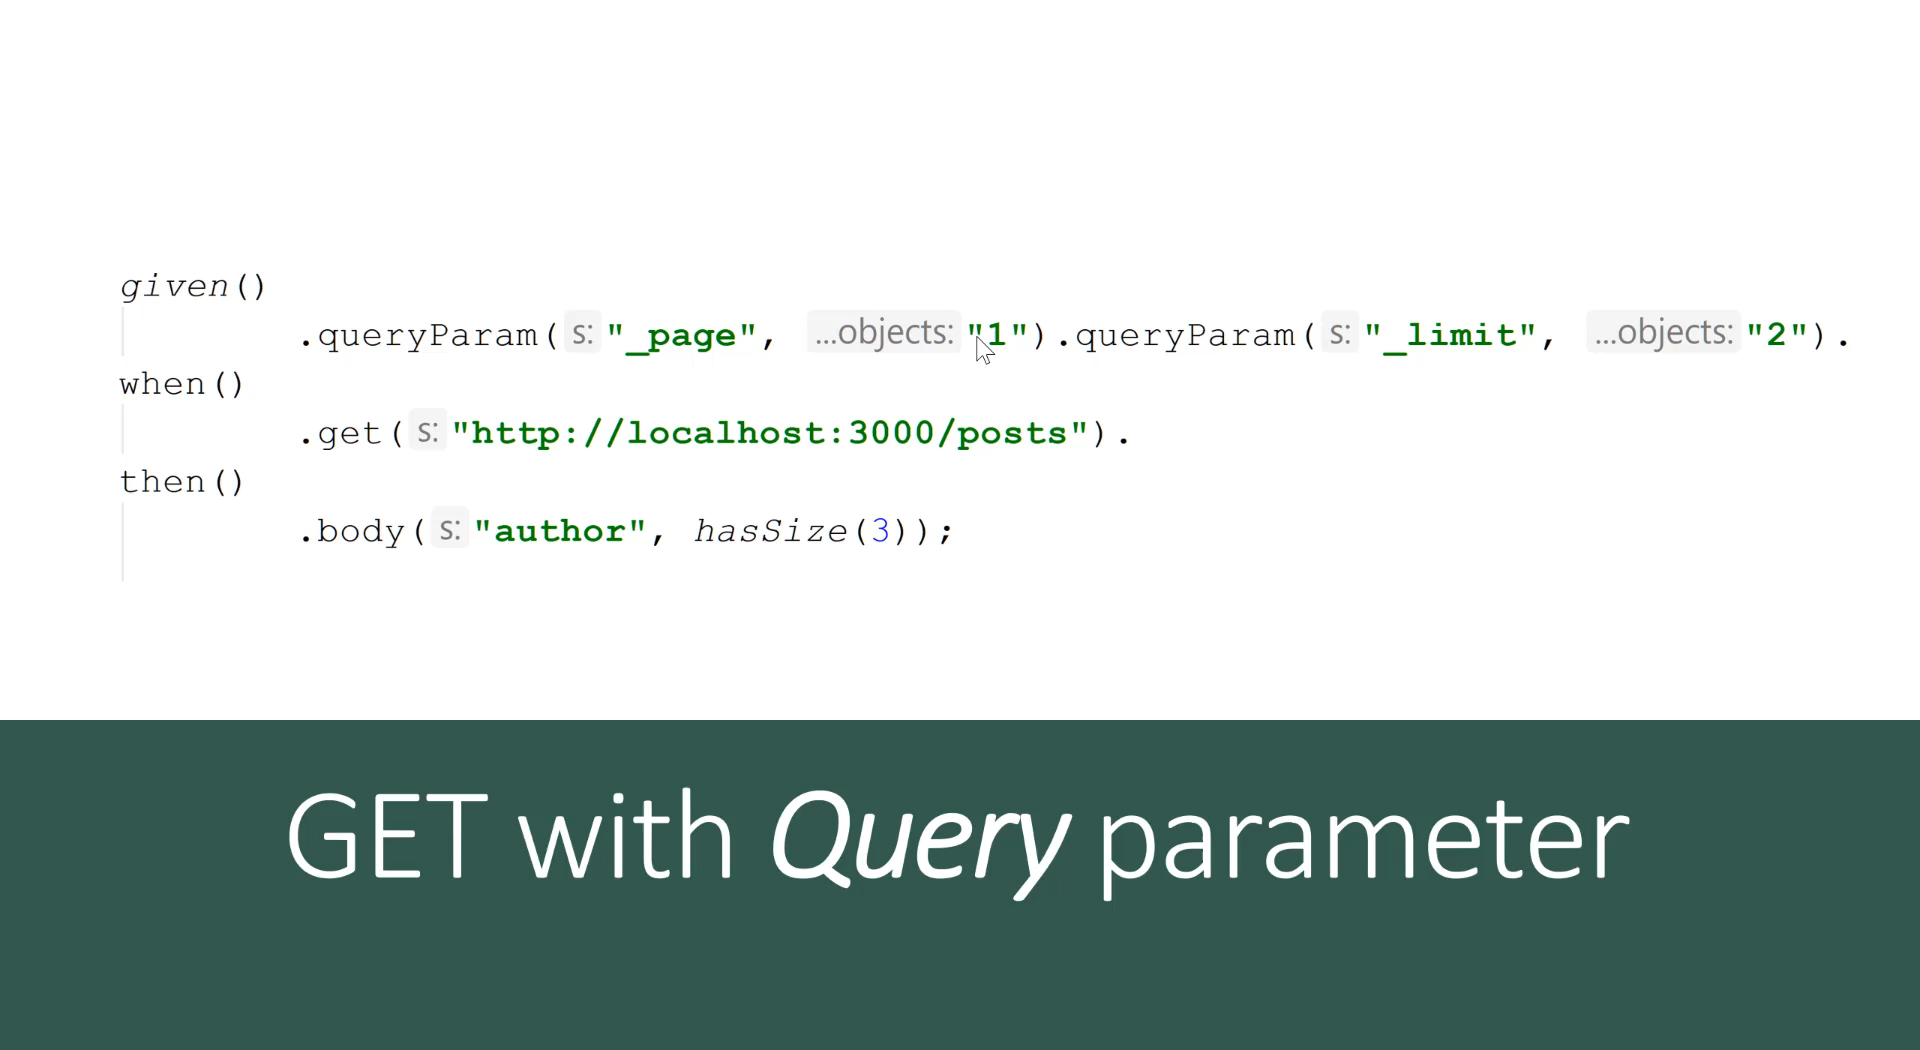 given()
.queryParam( s: "_page", ...objects: "1").queryParam( s: "_limit", ...objects: "2").
when()
.get( s: "http://localhost:3000/posts").
then()
.body( s: "author", hasSize(3));
GET with Query parameter